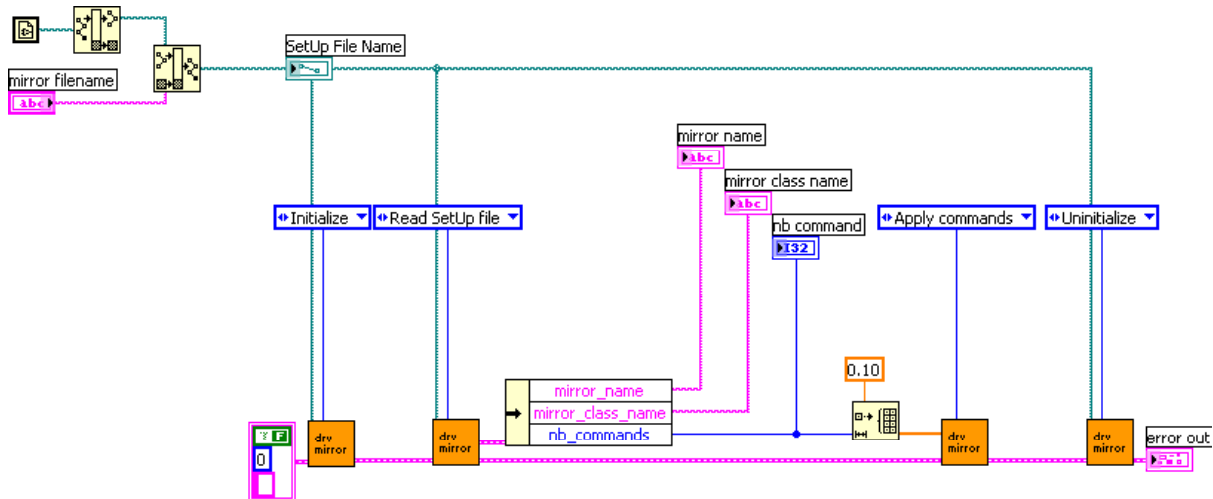 SetUp File Name
mirror filename
abc
mirror name
abc
mirror class name
abc
Initialize
Read SetUp file
nb command
I32
Apply commands
Uninitialize
0.10
mirror_name
mirror_class_name
nb_commands
? F
0
drv
mirror
drv
mirror
drv
mirror
drv
mirror
error out